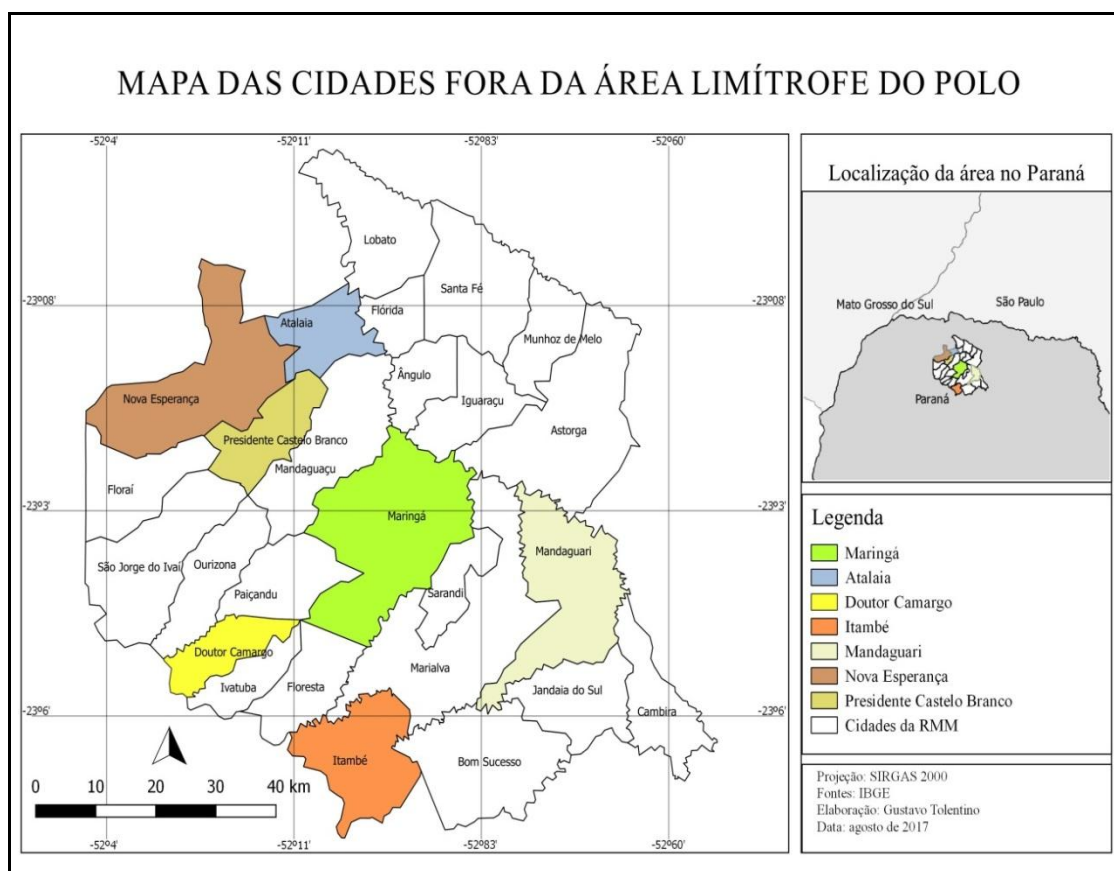 MAPA DAS CIDADES FORA DA ÁREA LIMÍTROFE DO POLO
-52º4'
-52º11'
-52º83'
-52º60'
-23º08'
-23º08'
-23º3'
-23º3'
-23º6'
-23º6'
Lobato
Santa Fé
Flórida
Atalaia
Munhoz de Melo
Ângulo
Iguaraçu
Nova Esperança
Astorga
Presidente Castelo Branco
Mandaguaçu
Floraí
Maringá
Mandaguari
São Jorge do Ivaí
Ourizona
Paiçandu
Sarandi
Doutor Camargo
Marialva
Ivatuba
Floresta
Jandaia do Sul
Cambira
Itambé
Bom Sucesso
0 10 20 30 40 km
-52º4'
-52º11'
-52º83'
-52º60'
Localização da área no Paraná
Mato Grosso do Sul
São Paulo
Paraná
Legenda
Maringá
Atalaia
Doutor Camargo
Itambé
Mandaguari
Nova Esperança
Presidente Castelo Branco
Cidades da RMM
Projeção: SIRGAS 2000
Fontes: IBGE
Elaboração: Gustavo Tolentino
Data: agosto de 2017